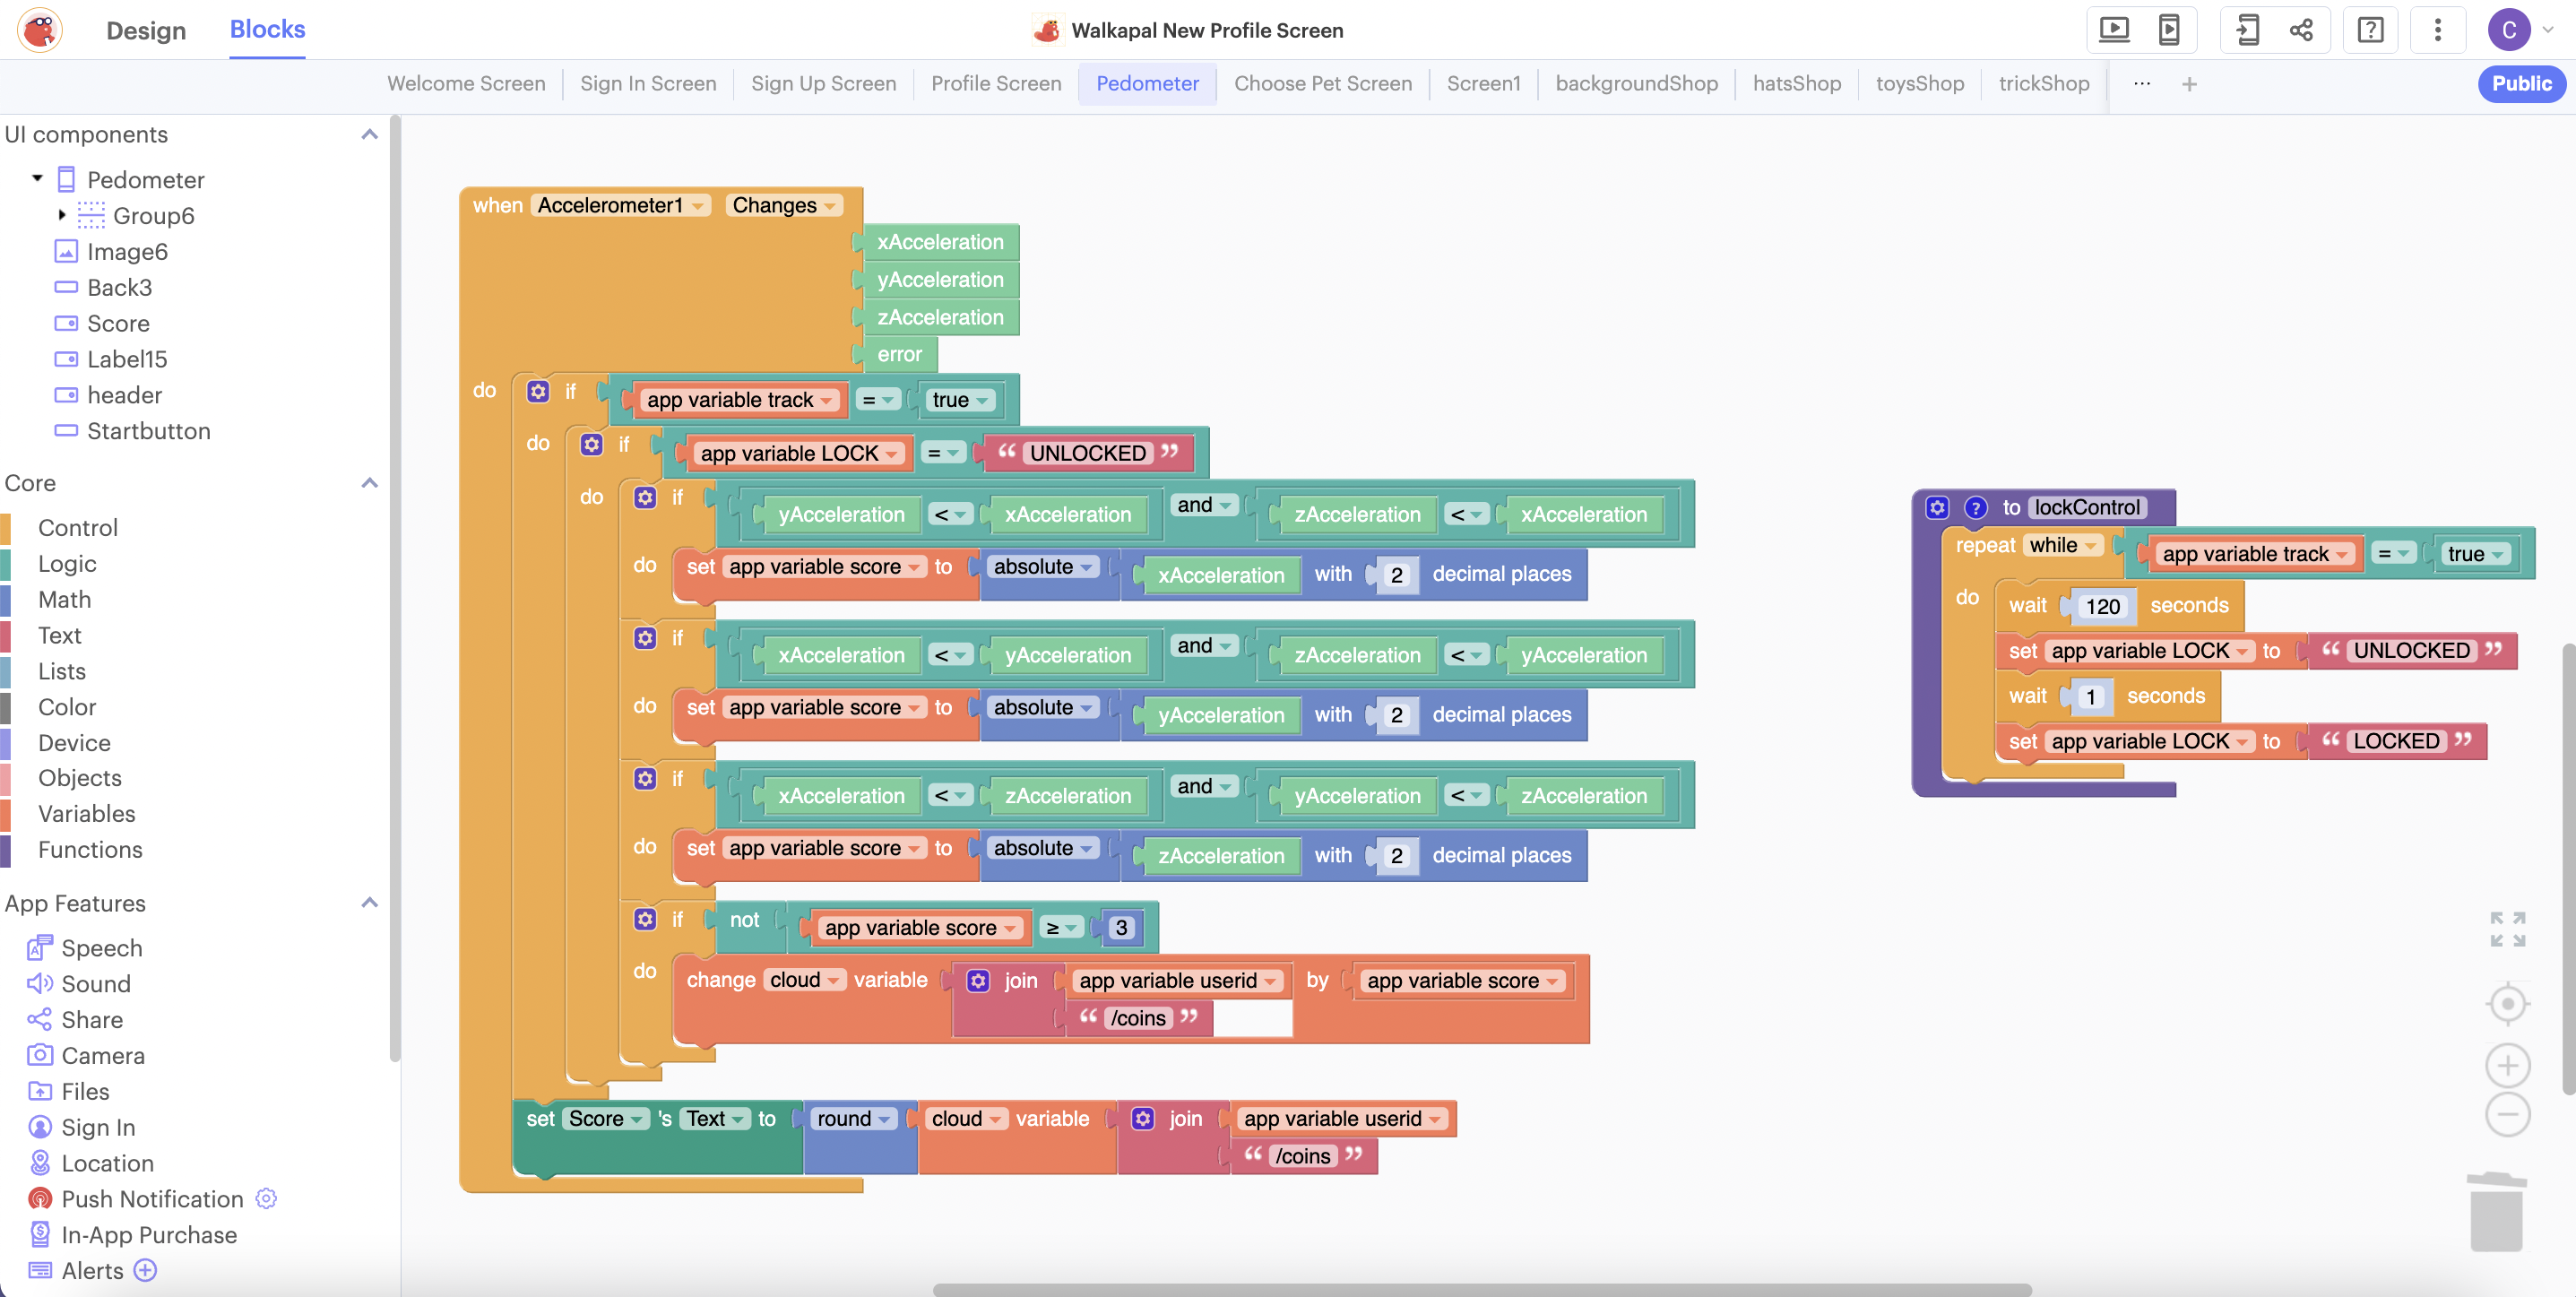 Design Blocks Walkapal New Profile Screen C
Welcome Screen Sign In Screen Sign Up Screen Profile Screen Pedometer Choose Pet Screen Screen1 backgroundShop hatsShop toysShop trickShop ... + Public
UI components
Pedometer
Group6
Image6
Back3
Score
Label15
header
Startbutton
Core
Control
Logic
Math
Text
Lists
Color
Device
Objects
Variables
Functions
App Features
Speech
Sound
Share
Camera
Files
Sign In
Location
Push Notification
In-App Purchase
Alerts
when Accelerometer1 Changes
xAcceleration
yAcceleration
zAcceleration
error
do if app variable track = true
do if app variable LOCK = “ UNLOCKED ”
do if yAcceleration < xAcceleration and zAcceleration < xAcceleration
do set app variable score to absolute xAcceleration with 2 decimal places
if xAcceleration < yAcceleration and zAcceleration < yAcceleration
do set app variable score to absolute yAcceleration with 2 decimal places
if xAcceleration < zAcceleration and yAcceleration < zAcceleration
do set app variable score to absolute zAcceleration with 2 decimal places
if not app variable score ≥ 3
do change cloud variable join app variable userid by app variable score
“ /coins ”
set Score 's Text to round cloud variable join app variable userid
“ /coins ”
? to lockControl
repeat while app variable track = true
do wait 120 seconds
set app variable LOCK to “ UNLOCKED ”
wait 1 seconds
set app variable LOCK to “ LOCKED ”